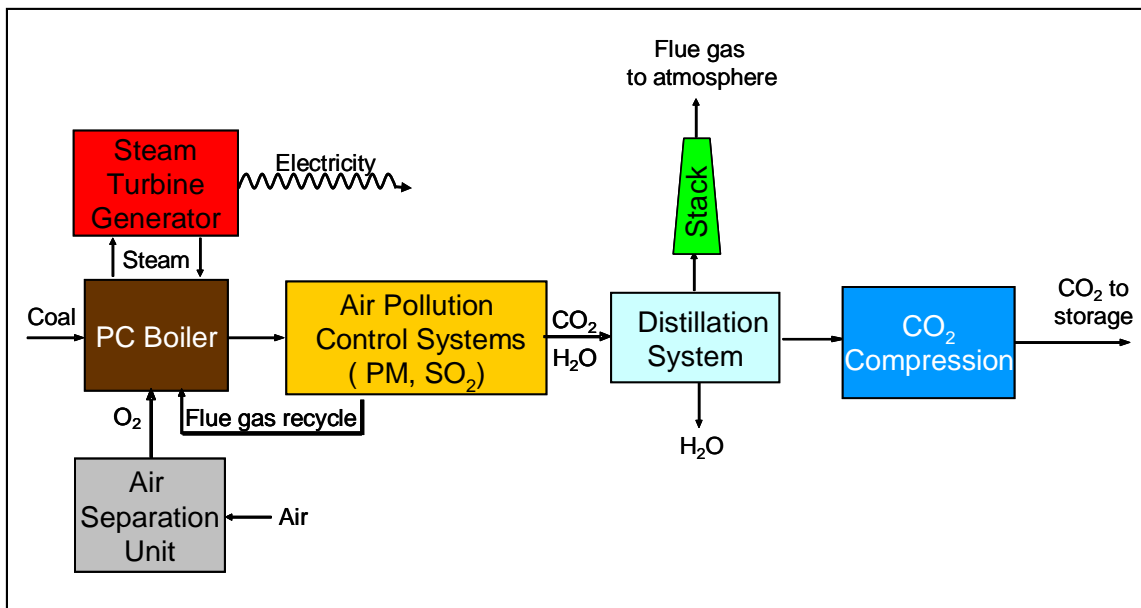 Flue gas
to atmosphere
Stack
Steam
Turbine
Generator
Electricity
Steam
Coal
PC Boiler
Air Pollution
Control Systems
( PM, SO₂)
CO₂
H₂O
Distillation
System
CO₂
Compression
CO₂ to
storage
O₂
Flue gas recycle
H₂O
Air
Separation
Unit
Air